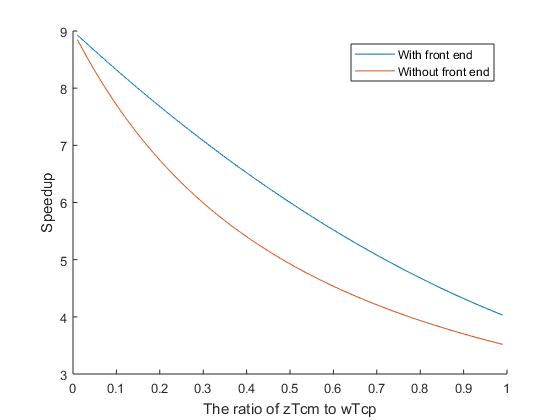 With front end
Without front end
9
8
7
6
5
4
3
Speedup
0 0.1 0.2 0.3 0.4 0.5 0.6 0.7 0.8 0.9 1
The ratio of zTcm to wTcp